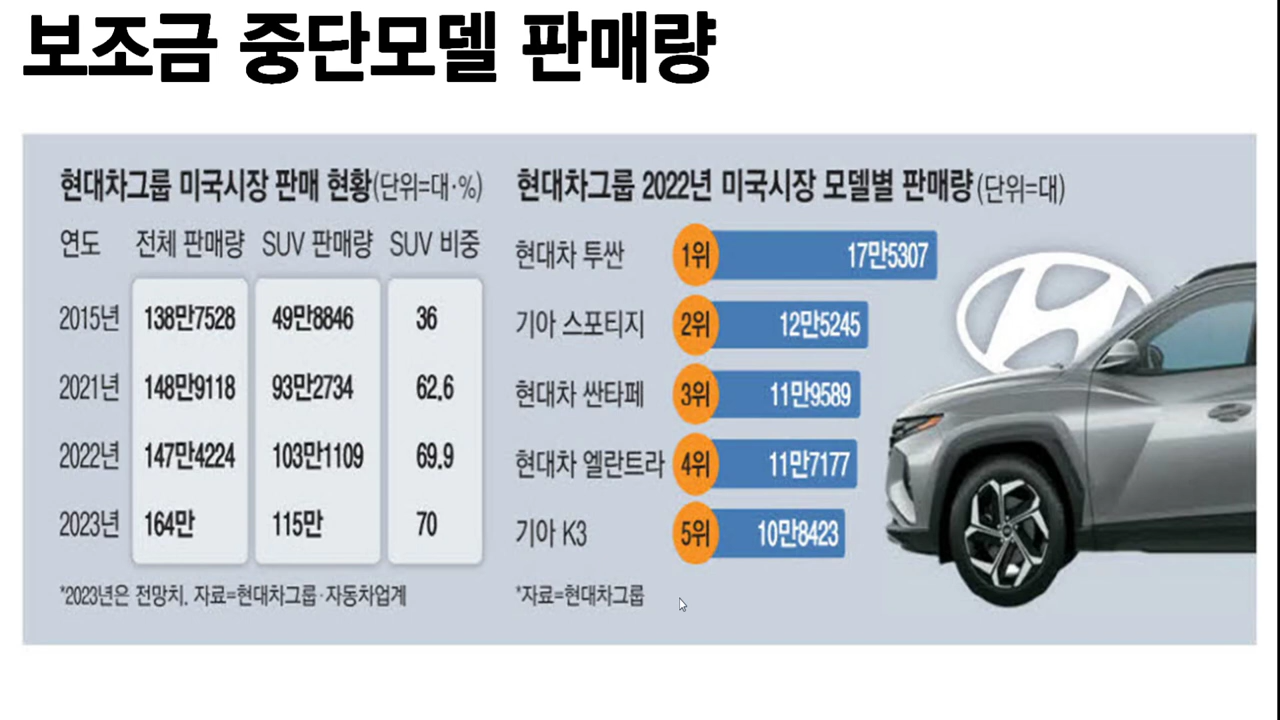 보조금 중단모델 판매량
현대차그룹 미국시장 판매 현황(단위=대·%)
연도 전체 판매량 SUV 판매량 SUV 비중
2015년 138만7528 49만8846 36
2021년 148만9118 93만2734 62.6
2022년 147만4224 103만1109 69.9
2023년 164만 115만 70
*2023년은 전망치. 자료=현대차그룹·자동차업계
현대차그룹 2022년 미국시장 모델별 판매량(단위=대)
현대차 투싼 1위 17만5307
기아 스포티지 2위 12만5245
현대차 싼타페 3위 11만9589
현대차 엘란트라 4위 11만7177
기아 K3 5위 10만8423
*자료=현대차그룹